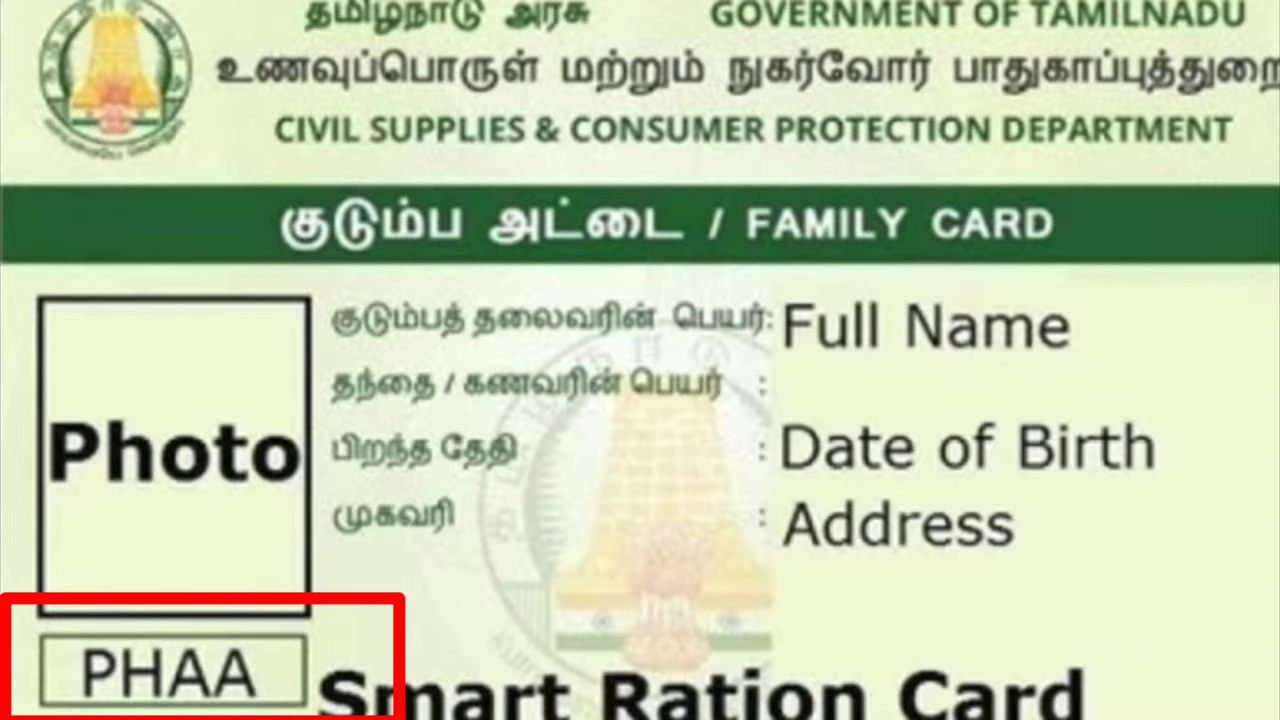 தமிழ்நாடு அரசு GOVERNMENT OF TAMILNADU
உணவுப்பொருள் மற்றும் நுகர்வோர் பாதுகாப்புத்துறை
CIVIL SUPPLIES & CONSUMER PROTECTION DEPARTMENT
குடும்ப அட்டை / FAMILY CARD
குடும்பத் தலைவரின் பெயர்: Full Name
தந்தை / கணவரின் பெயர் :
Photo
பிறந்த தேதி : Date of Birth
முகவரி : Address
PHAA
Smart Ration Card